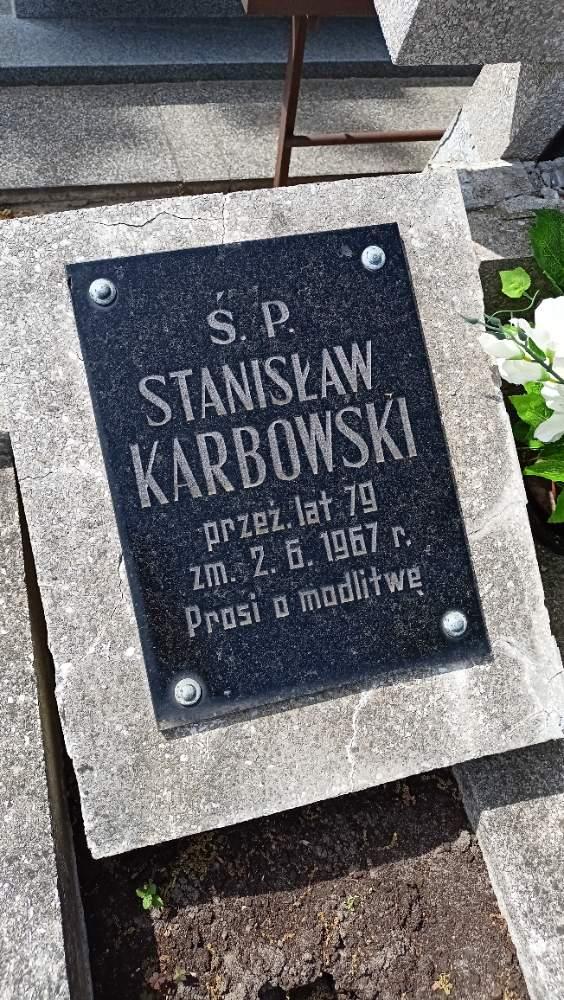 Ś. P.
STANISŁAW
KARBOWSKI
przeż. lat 79
zm. 2. 6. 1967 r.
Prosi o modlitwę